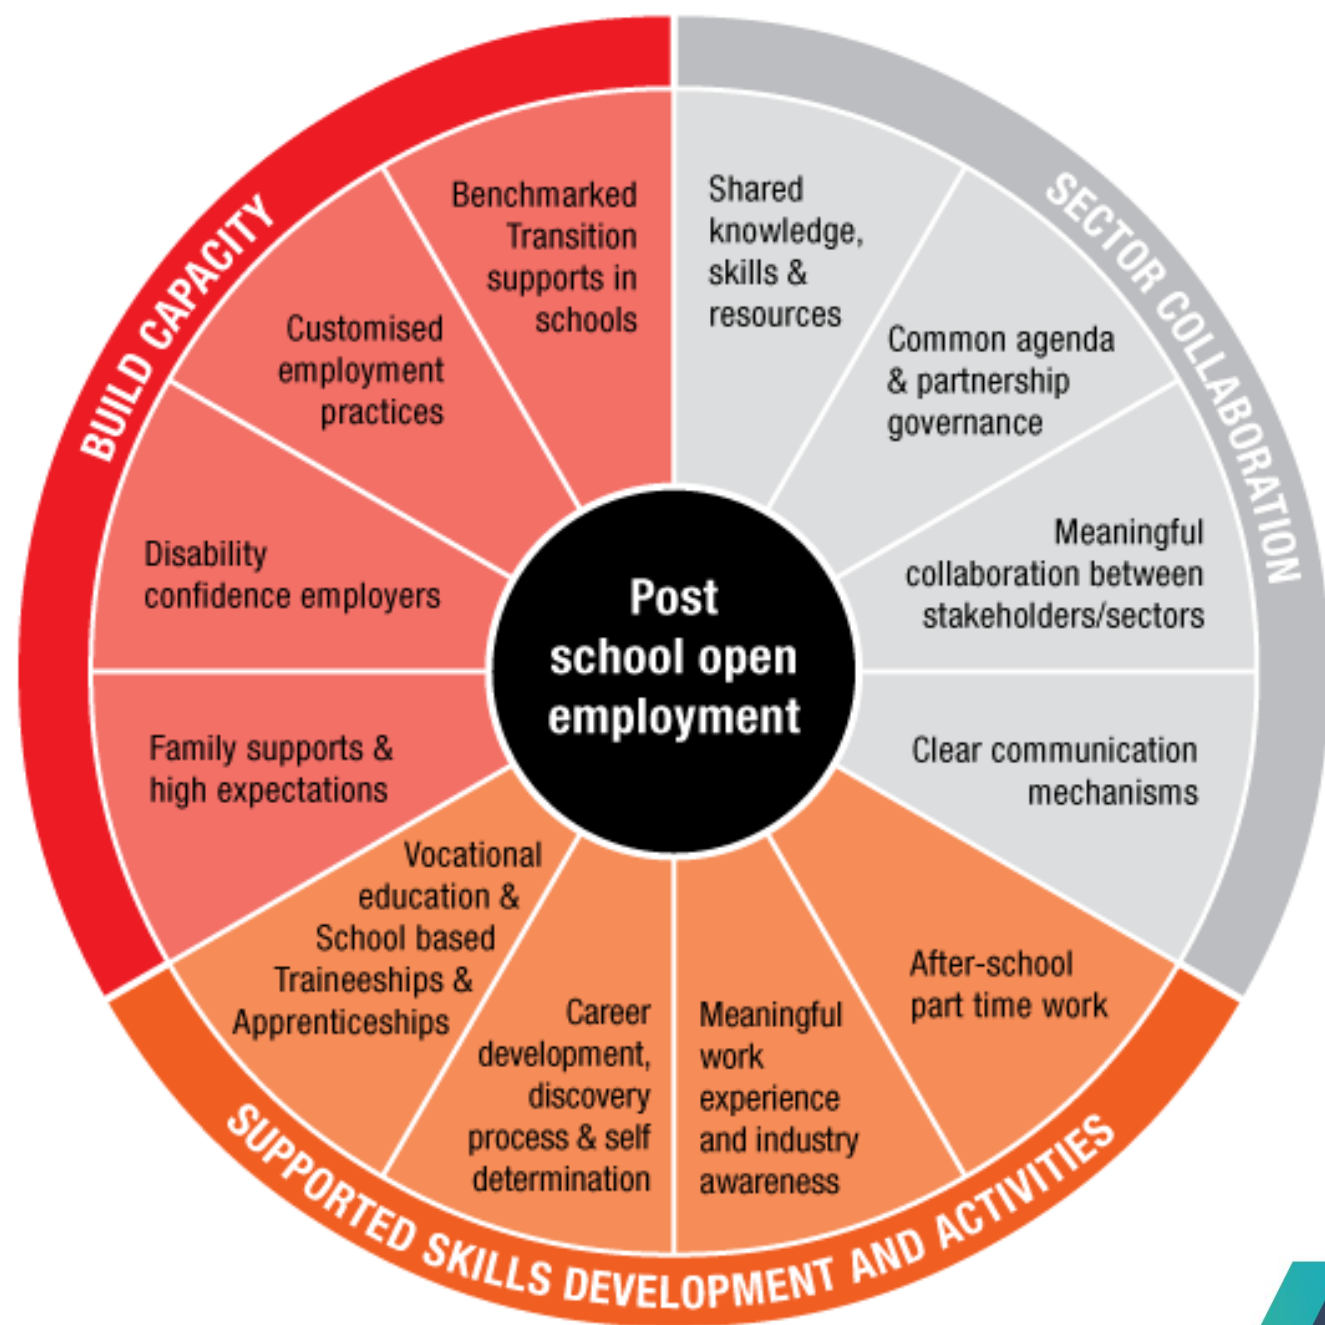 BUILD CAPACITY
Benchmarked
Transition
supports in
schools
Customised
employment
practices
Disability
confidence employers
Family supports &
high expectations
SECTOR COLLABORATION
Shared
knowledge,
skills &
resources
Common agenda
& partnership
governance
Meaningful
collaboration between
stakeholders/sectors
Clear communication
mechanisms
Post
school open
employment
Vocational
education &
School based
Traineeships &
Apprenticeships
Career
development,
discovery
process & self
determination
Meaningful
work
experience
and industry
awareness
After-school
part time work
SUPPORTED SKILLS DEVELOPMENT AND ACTIVITIES